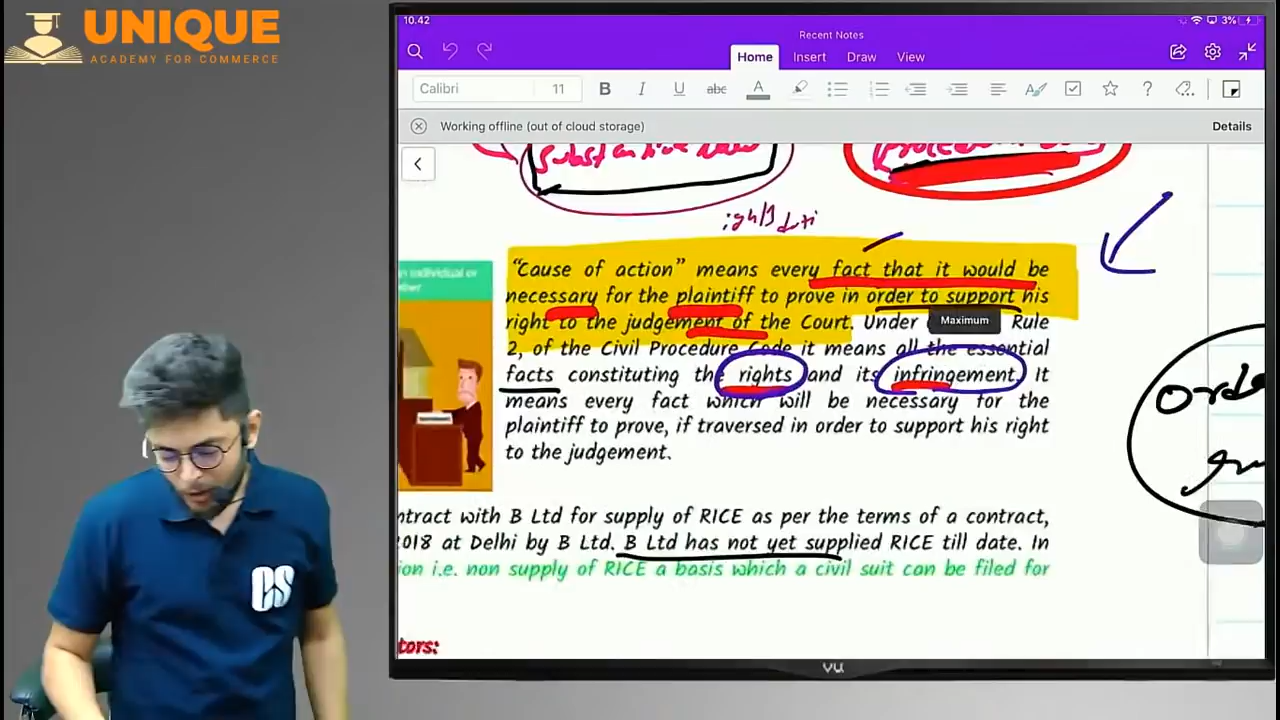 UNIQUE
ACADEMY FOR COMMERCE
10.42
3%
Recent Notes
Home Insert Draw View
Calibri 11 B I U abc A
Working offline (out of cloud storage) Details
Substantive
ights duti
n individual or
“Cause of action” means every fact that it would be
necessary for the plaintiff to prove in order to support his
right to the judgement of the Court. Under Rule
Maximum
2, of the Civil Procedure Code it means all the essential
facts constituting the rights and its infringement. It
means every fact which will be necessary for the
plaintiff to prove, if traversed in order to support his right
to the judgement.
ntract with B Ltd for supply of RICE as per the terms of a contract,
2018 at Delhi by B Ltd. B Ltd has not yet supplied RICE till date. In
ion i.e. non supply of RICE a basis which a civil suit can be filed for
tors:
CS
vu